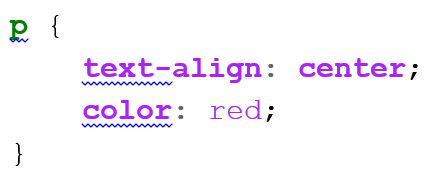 p {
    text-align: center;
    color: red;
}